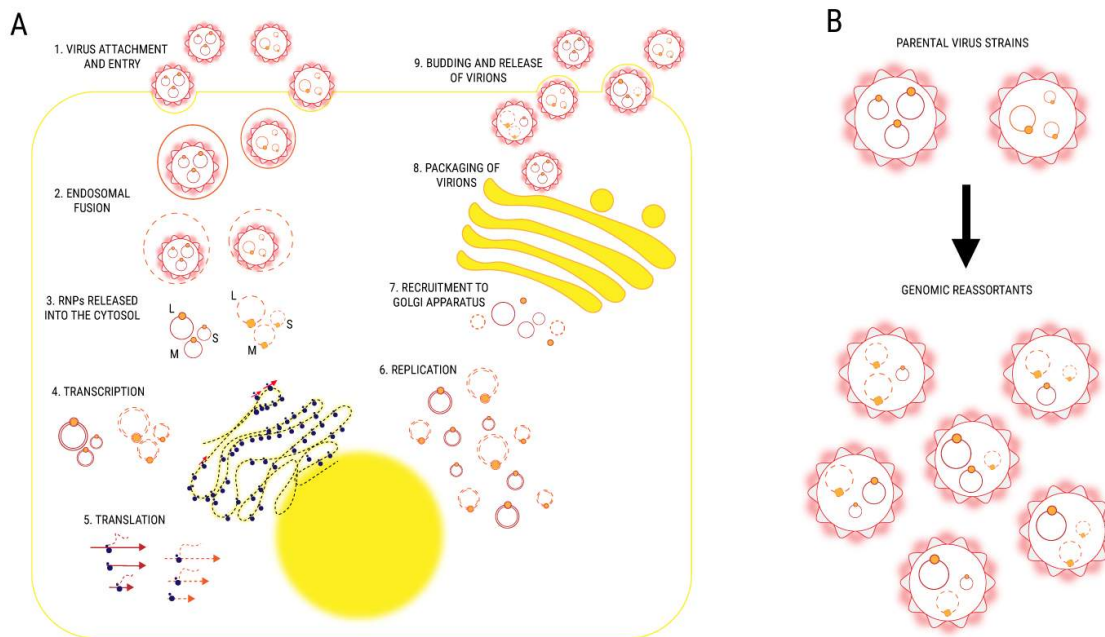 A
1. VIRUS ATTACHMENT
AND ENTRY
2. ENDOSOMAL
FUSION
3. RNPs RELEASED
INTO THE CYTOSOL
L
S
M
L
S
M
4. TRANSCRIPTION
5. TRANSLATION
6. REPLICATION
7. RECRUITMENT TO
GOLGI APPARATUS
8. PACKAGING OF
VIRIONS
9. BUDDING AND RELEASE
OF VIRIONS
B
PARENTAL VIRUS STRAINS
GENOMIC REASSORTANTS